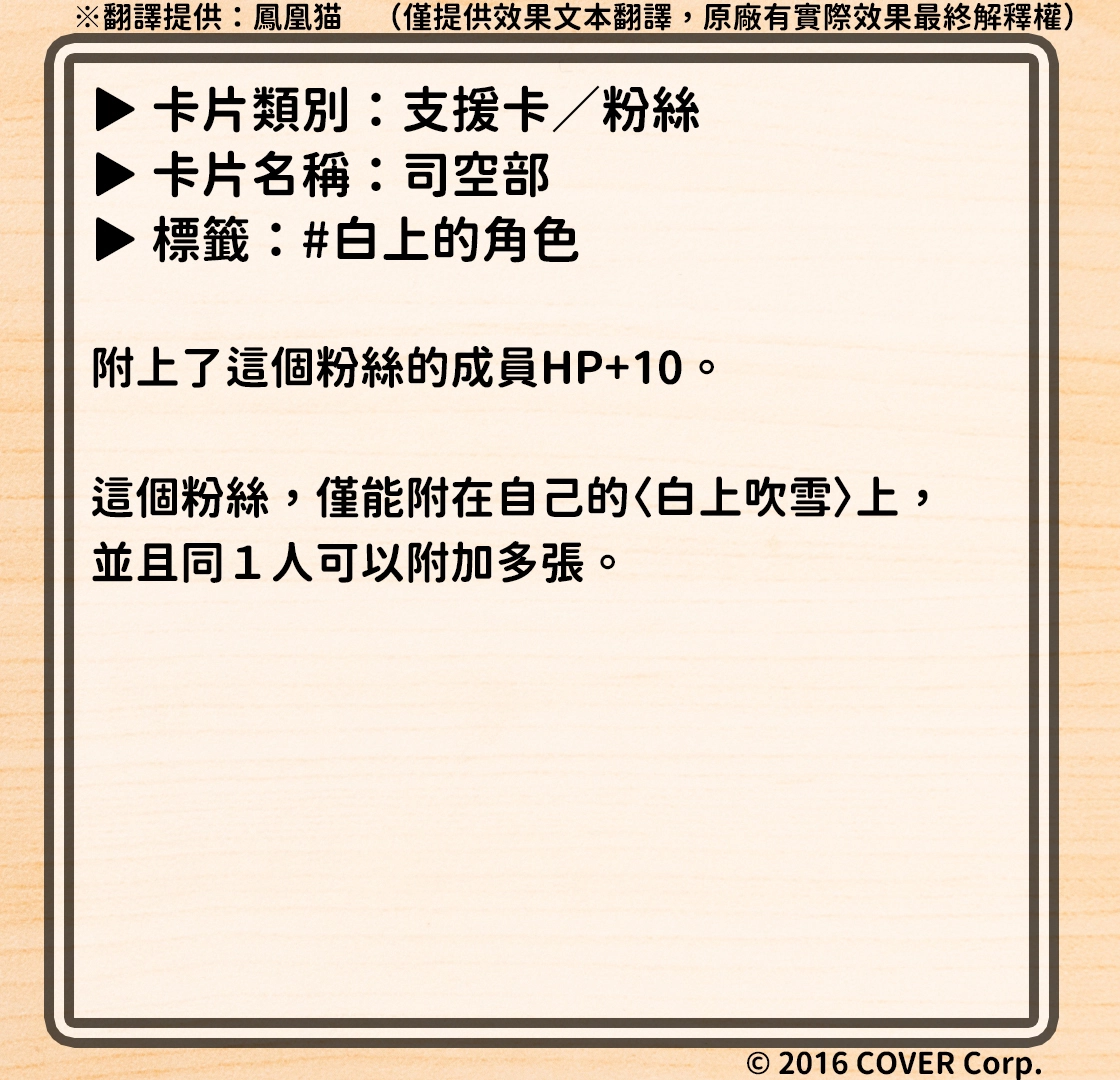 ※翻譯提供：鳳凰猫　（僅提供效果文本翻譯，原廠有實際效果最終解釋權）
▶ 卡片類別：支援卡／粉絲
▶ 卡片名稱：司空部
▶ 標籤：#白上的角色
附上了這個粉絲的成員HP+10。
這個粉絲，僅能附在自己的〈白上吹雪〉上，
並且同１人可以附加多張。
© 2016 COVER Corp.